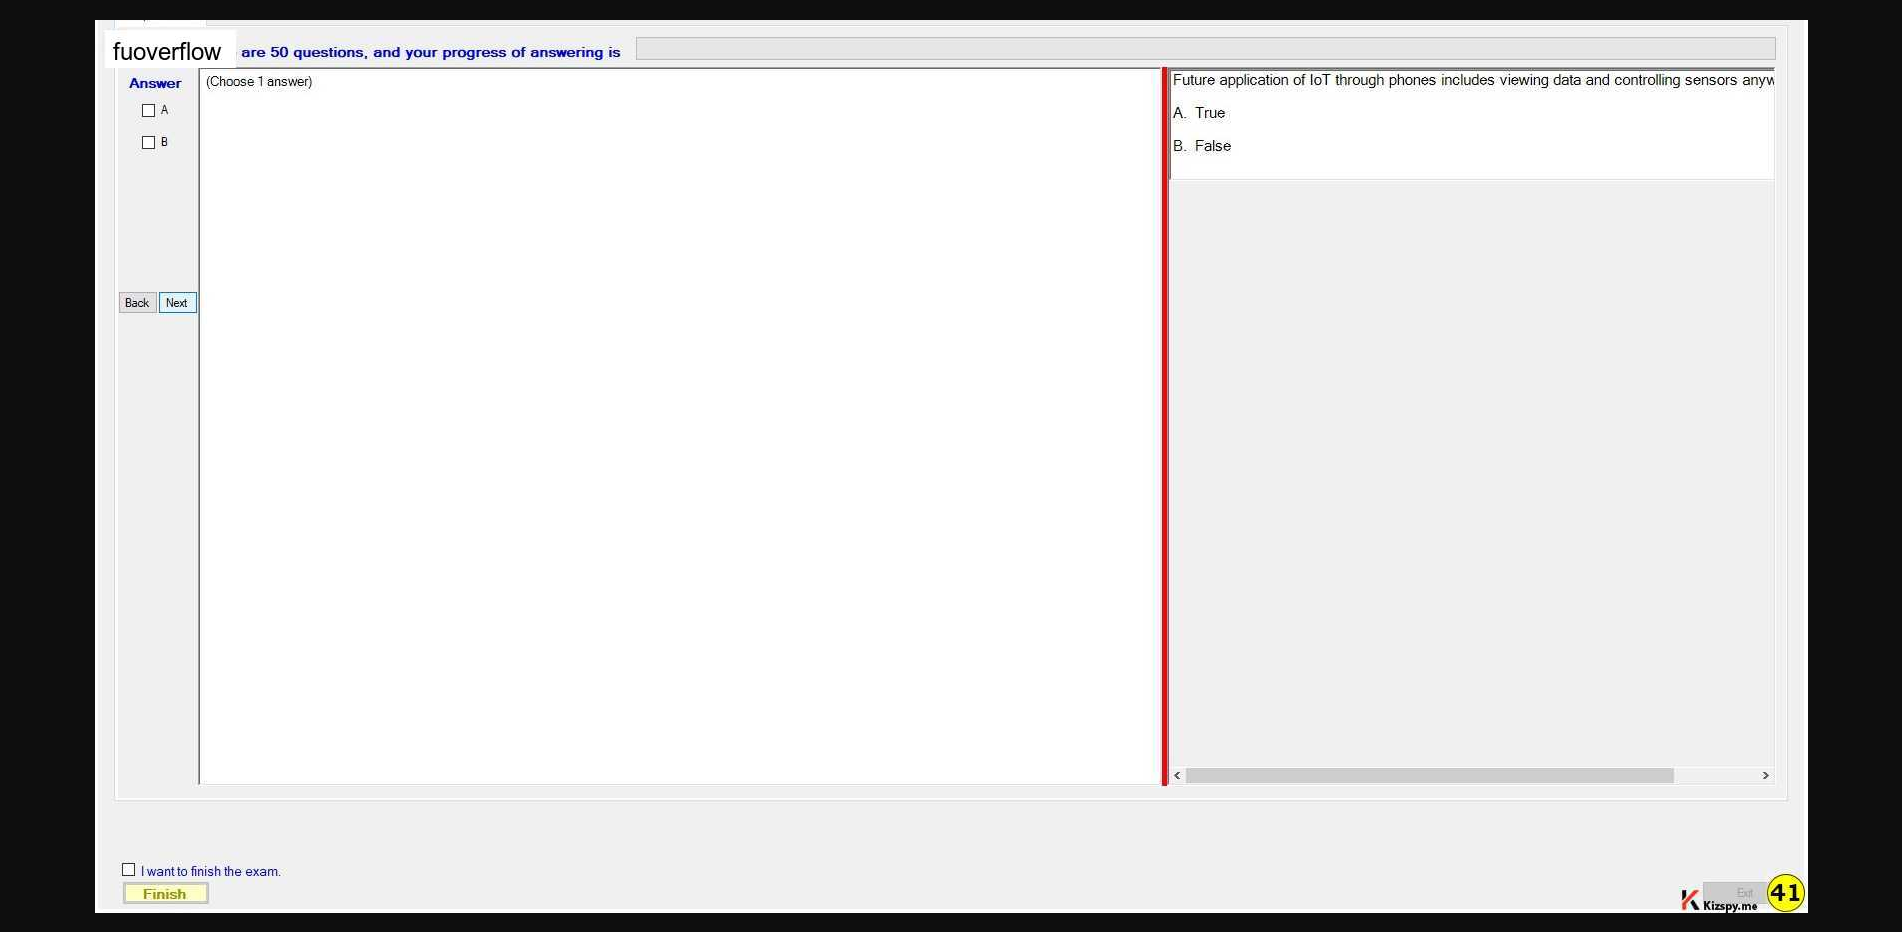 fuoverflow are 50 questions, and your progress of answering is
Answer
A
B
Back Next
(Choose 1 answer)
Future application of IoT through phones includes viewing data and controlling sensors anyw
A. True
B. False
I want to finish the exam.
Finish
Exit
Kizspy.me
41